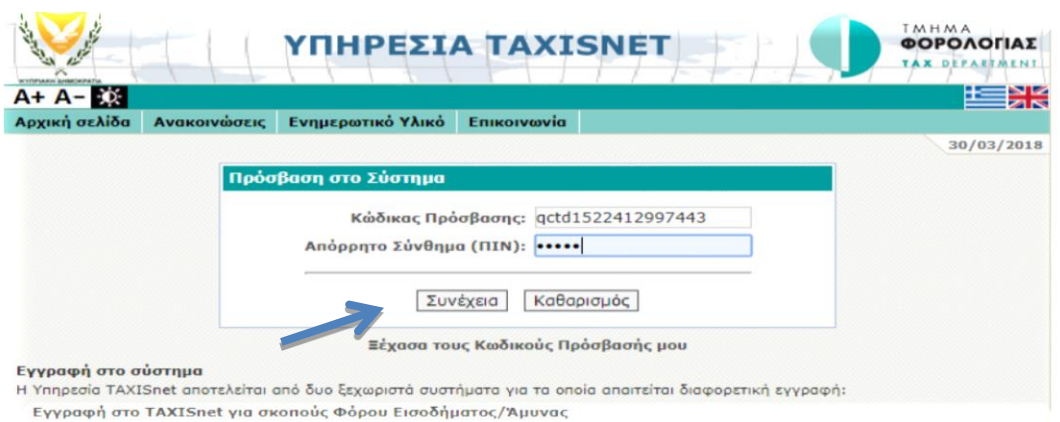 ΥΠΗΡΕΣΙΑ TAXISNET
ΤΜΗΜΑ
ΦΟΡΟΛΟΓΙΑΣ
TAX DEPARTMENT
ΚΥΠΡΙΑΚΗ ΔΗΜΟΚΡΑΤΙΑ
A+ A-
Αρχική σελίδα Ανακοινώσεις Ενημερωτικό Υλικό Επικοινωνία
30/03/2018
Πρόσβαση στο Σύστημα
Κώδικας Πρόσβασης: qctd1522412997443
Απόρρητο Σύνθημα (ΠΙΝ): •••••
Συνέχεια Καθαρισμός
Ξέχασα τους Κωδικούς Πρόσβασής μου
Εγγραφή στο σύστημα
Η Υπηρεσία TAXISnet αποτελείται από δυο ξεχωριστά συστήματα για τα οποία απαιτείται διαφορετική εγγραφή:
Εγγραφή στο TAXISnet για σκοπούς Φόρου Εισοδήματος/Άμυνας